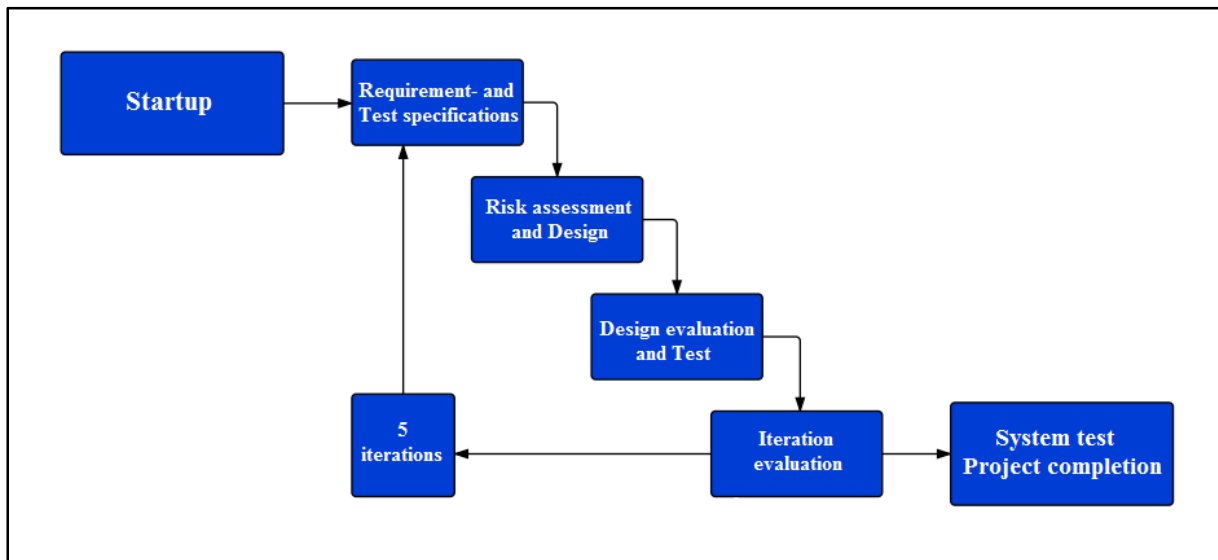 Startup
Requirement- and
Test specifications
Risk assessment
and Design
Design evaluation
and Test
5
iterations
Iteration
evaluation
System test
Project completion